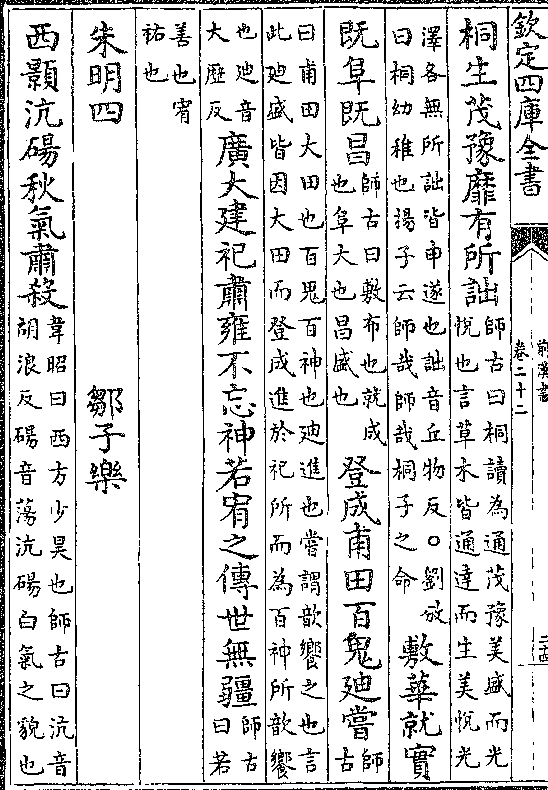 欽定四庫全書
前漢書
卷二十二
二十四
桐生茂豫靡有所詘師古曰桐讀為通茂豫美盛而光
悅也言草木皆通達而生美悅光
澤各無所詘皆申遂也詘音丘物反○劉攽
曰桐幼稚也揚子云師哉師哉桐子之命敷華就實
既阜既昌師古曰敷布也就成
也阜大也昌盛也登成甫田百鬼廸嘗師
古
曰甫田大田也百鬼百神也廸進也嘗謂歆饗之也言
此廸盛皆因大田而登成進於祀所而為百神所歆饗
也廸音
大歴反廣大建祀肅雍不忘神若宥之傳世無疆師古
曰若
善也宥
祐也
朱明四　鄒子樂
西顥沆碭秋氣肅殺韋昭曰西方少昊也師古曰沆音
胡浪反碭音蕩沆碭白氣之貌也